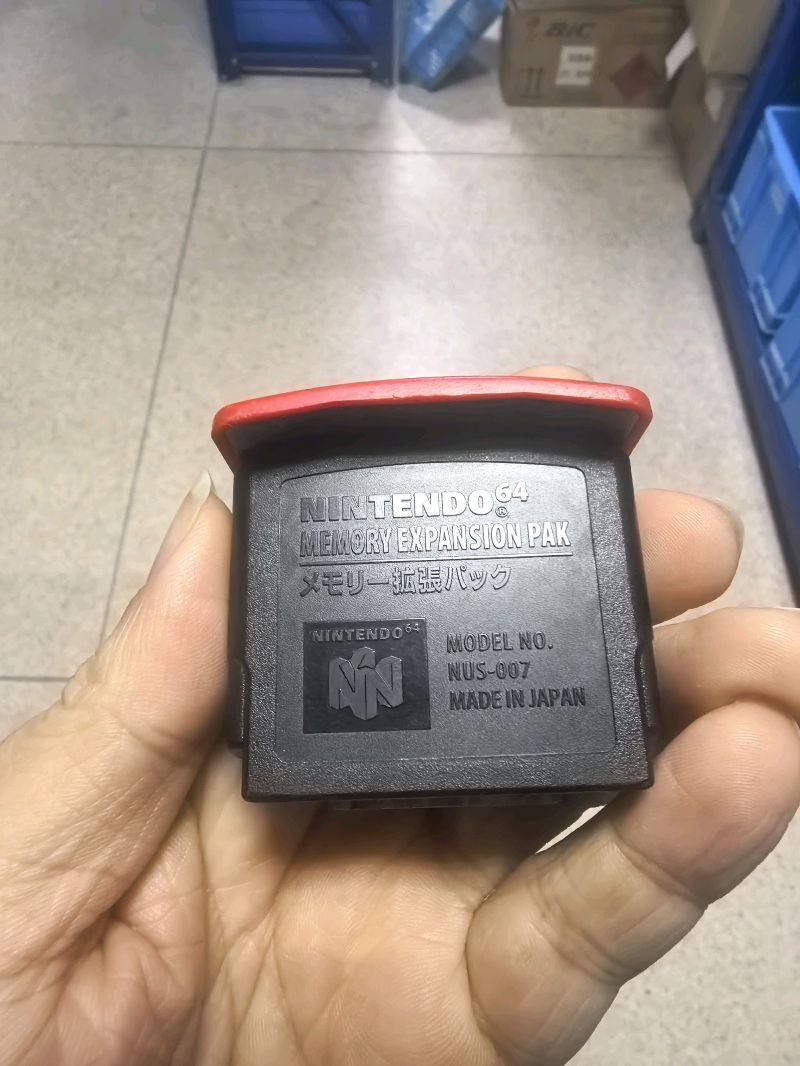 BIC
NINTENDO64®
MEMORY EXPANSION PAK
メモリー拡張パック
NINTENDO64
MODEL NO.
NUS-007
MADE IN JAPAN